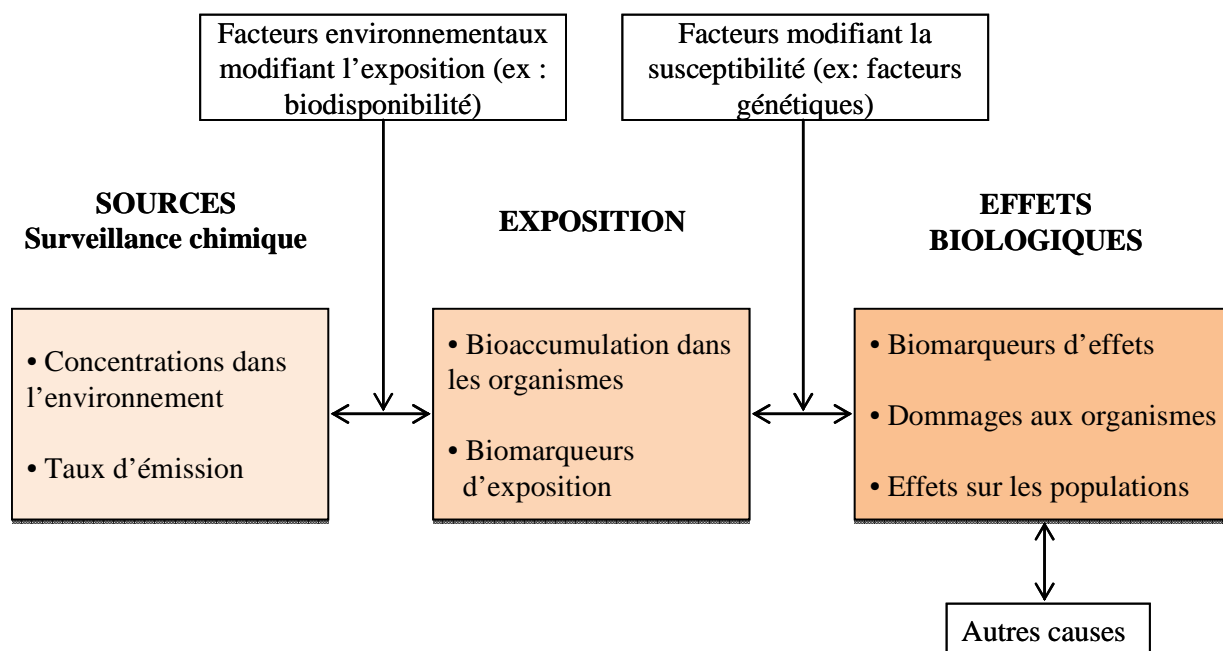 Facteurs environnementaux
modifiant l’exposition (ex :
biodisponibilité)
Facteurs modifiant la
susceptibilité (ex: facteurs
génétiques)
SOURCES
Surveillance chimique
EXPOSITION
EFFETS
BIOLOGIQUES
• Concentrations dans
l’environnement
• Taux d’émission
• Bioaccumulation dans
les organismes
• Biomarqueurs
d’exposition
• Biomarqueurs d’effets
• Dommages aux organismes
• Effets sur les populations
Autres causes